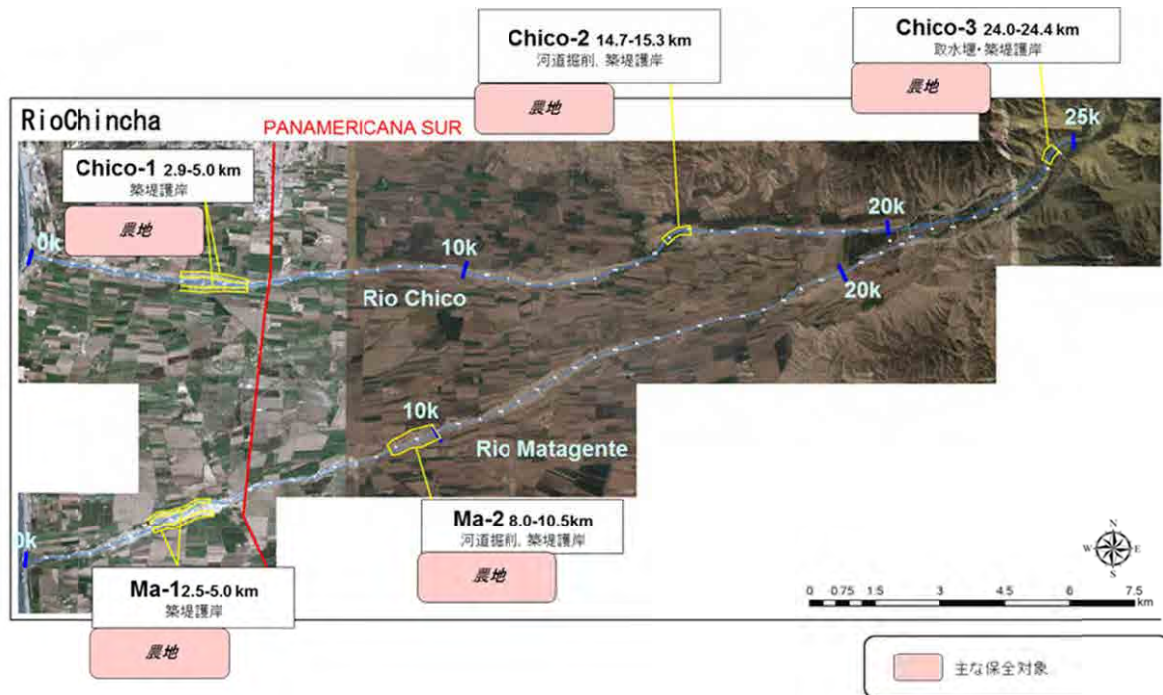 Chico-2 14.7-15.3 km
河道掘削、築堤護岸
農地
Chico-3 24.0-24.4 km
取水堰・築堤護岸
農地
RioChincha
PANAMERICANA SUR
Chico-1 2.9-5.0 km
築堤護岸
農地
25k
0k
10k
20k
20k
Rio Chico
10k
Rio Matagente
0k
Ma-2 8.0-10.5km
河道掘削、築堤護岸
農地
Ma-1 2.5-5.0 km
築堤護岸
農地
N
W E
S
0 0.75 1.5 3 4.5 6 7.5
km
主な保全対象